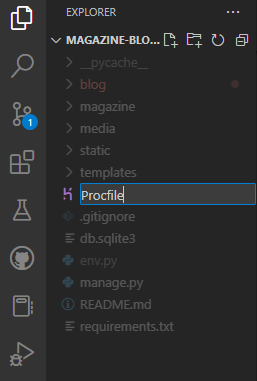 EXPLORER
MAGAZINE-BLO...
__pycache__
blog
magazine
media
static
templates
Procfile
.gitignore
db.sqlite3
env.py
manage.py
README.md
requirements.txt
1